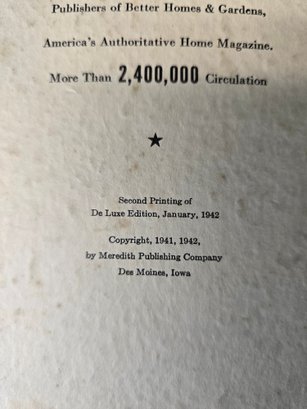 Publishers of Better Homes & Gardens,
America's Authoritative Home Magazine.
More Than 2,400,000 Circulation
Second Printing of
De Luxe Edition, January, 1942
Copyright, 1941, 1942,
by Meredith Publishing Company
Des Moines, Iowa